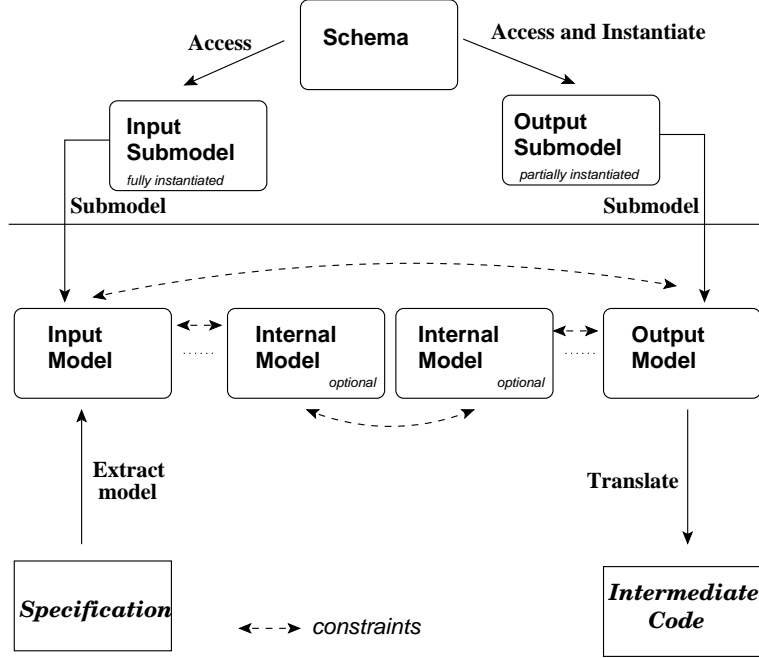 Schema
Access
Access and Instantiate
Input
Submodel
fully instantiated
Output
Submodel
partially instantiated
Submodel
Submodel
Input
Model
......
Internal
Model
optional
Internal
Model
optional
......
Output
Model
Extract
model
Translate
Specification
Intermediate
Code
constraints